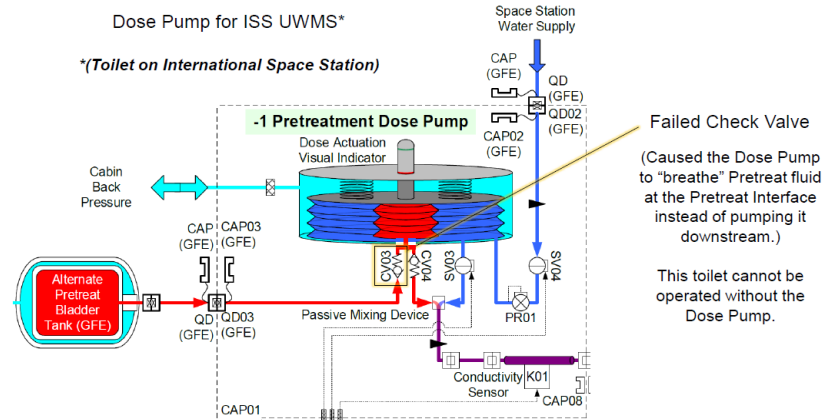 Dose Pump for ISS UWMS*
*(Toilet on International Space Station)
Space Station
Water Supply
CAP
(GFE)
QD
(GFE)
QD02
(GFE)
CAP02
(GFE)
-1 Pretreatment Dose Pump
Dose Actuation
Visual Indicator
Failed Check Valve
(Caused the Dose Pump
to “breathe” Pretreat fluid
at the Pretreat Interface
instead of pumping it
downstream.)
This toilet cannot be
operated without the
Dose Pump.
Cabin
Back
Pressure
CAP
(GFE)
CAP03
(GFE)
CV03
CV04
SV03
SV04
Alternate
Pretreat
Bladder
Tank (GFE)
QD
(GFE)
QD03
(GFE)
Passive Mixing Device
PR01
Conductivity
Sensor
K01
CAP08
CAP01